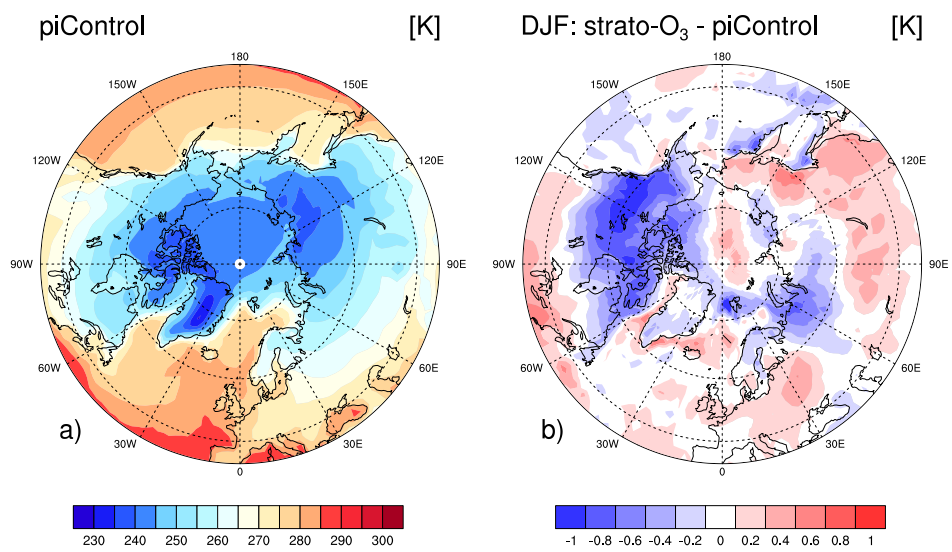 piControl [K]
DJF: strato-O₃ - piControl [K]
180
150W 150E
120W 120E
90W 90E
60W 60E
30W 30E
0
a)
180
150W 150E
120W 120E
90W 90E
60W 60E
30W 30E
0
b)
230 240 250 260 270 280 290 300
-1 -0.8 -0.6 -0.4 -0.2 0 0.2 0.4 0.6 0.8 1